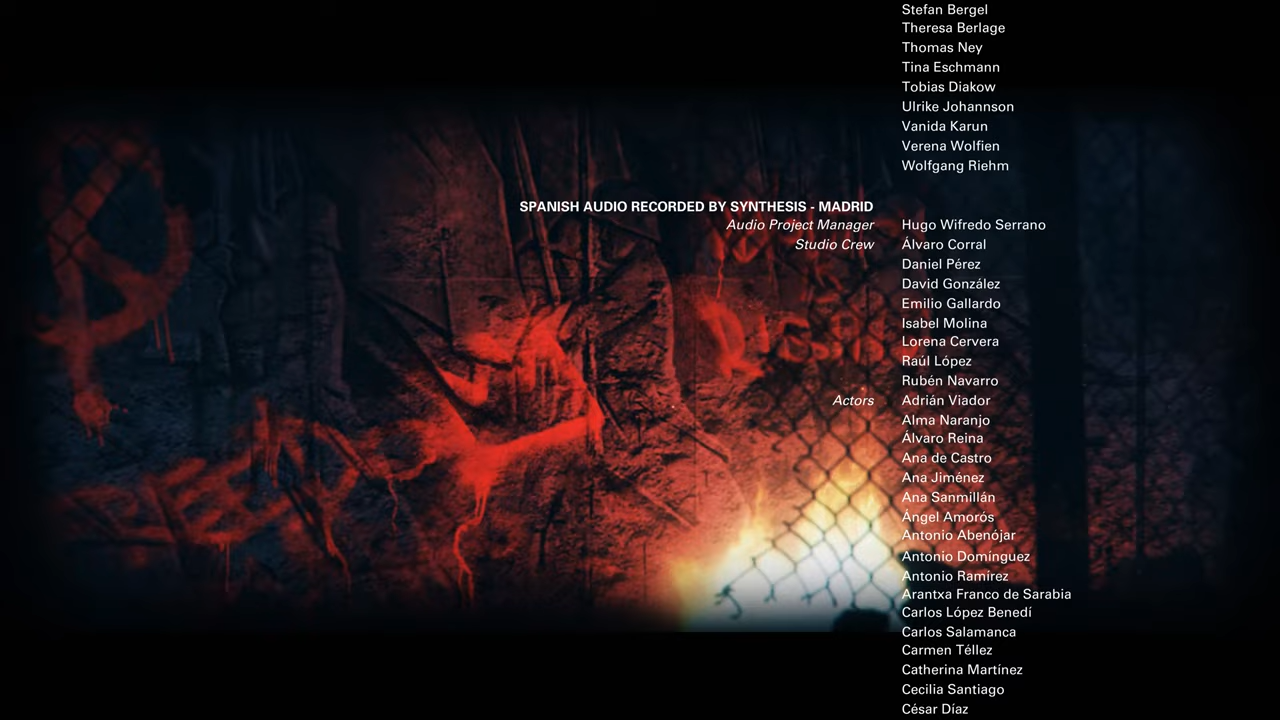 Stefan Bergel
Theresa Berlage
Thomas Ney
Tina Eschmann
Tobias Diakow
Ulrike Johannson
Vanida Karun
Verena Wolfien
Wolfgang Riehm
SPANISH AUDIO RECORDED BY SYNTHESIS - MADRID
Audio Project Manager Hugo Wifredo Serrano
Studio Crew Álvaro Corral
Daniel Pérez
David González
Emilio Gallardo
Isabel Molina
Lorena Cervera
Raúl López
Rubén Navarro
Actors Adrián Viador
Alma Naranjo
Álvaro Reina
Ana de Castro
Ana Jiménez
Ana Sanmillán
Ángel Amorós
Antonio Abenójar
Antonio Domínguez
Antonio Ramírez
Arantxa Franco de Sarabia
Carlos López Benedí
Carlos Salamanca
Carmen Téllez
Catherina Martínez
Cecilia Santiago
César Díaz